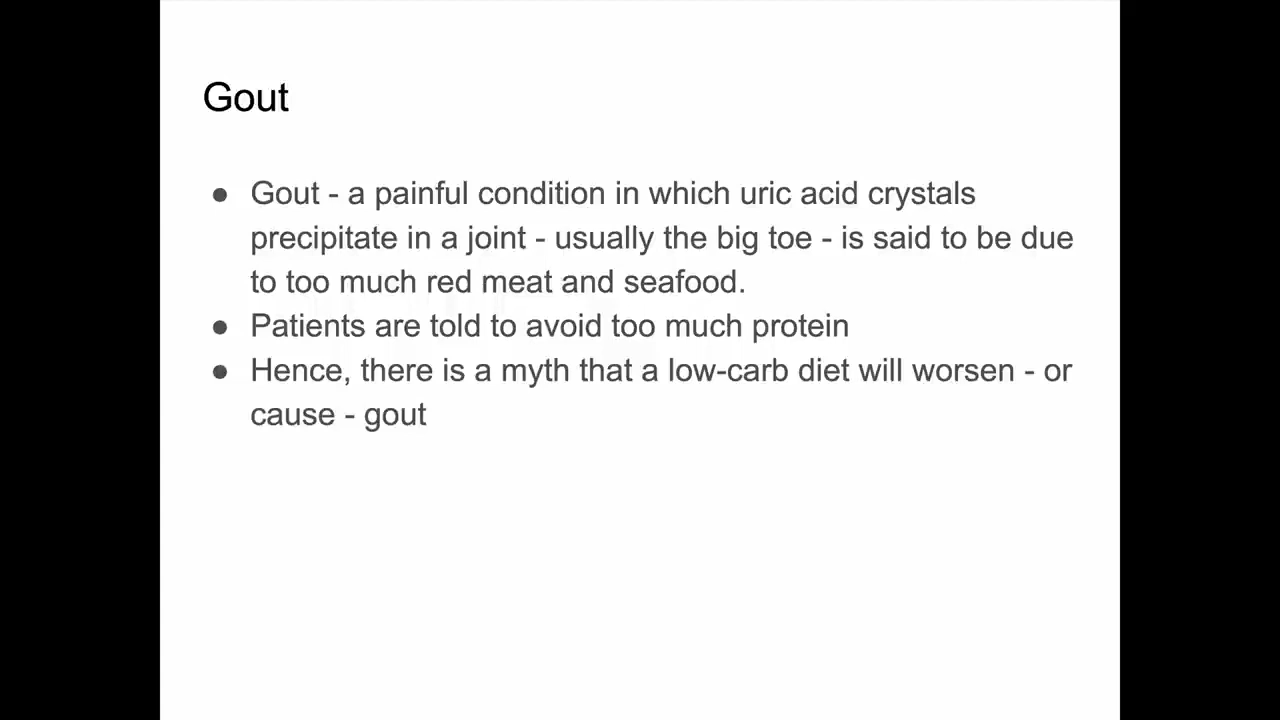 Gout
● Gout - a painful condition in which uric acid crystals
precipitate in a joint - usually the big toe - is said to be due
to too much red meat and seafood.
● Patients are told to avoid too much protein
● Hence, there is a myth that a low-carb diet will worsen - or
cause - gout